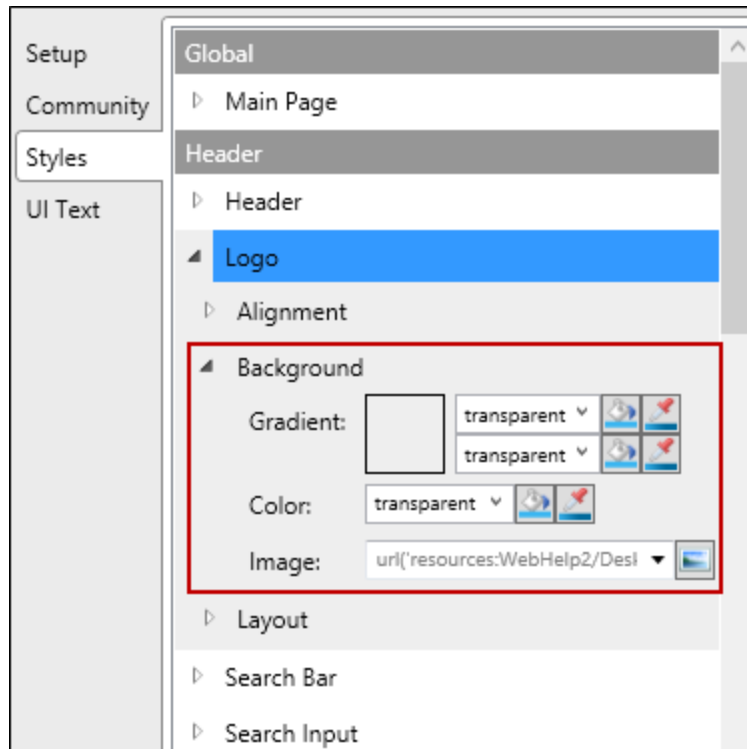 Setup
Community
Styles
UI Text
Global
Main Page
Header
Header
Logo
Alignment
Background
Gradient: transparent
transparent
Color: transparent
Image: url('resources:WebHelp2/Desk
Layout
Search Bar
Search Input